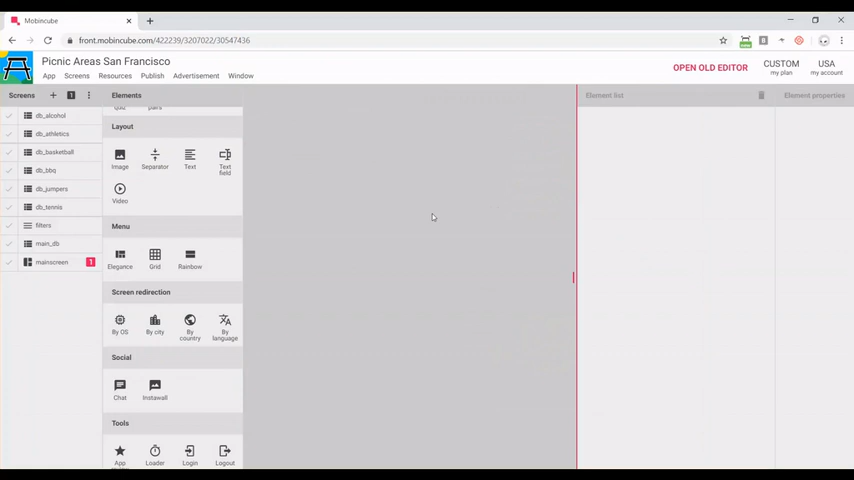 Mobincube
front.mobincube.com/422239/3207022/30547436
Picnic Areas San Francisco
App Screens Resources Publish Advertisement Window
OPEN OLD EDITOR
CUSTOM
my plan
USA
my account
Screens 1
db_alcohol
db_athletics
db_basketball
db_bbq
db_jumpers
db_tennis
filters
main_db
mainscreen 1
Elements
Quiz pairs
Layout
Image Separator Text Text field
Video
Menu
Elegance Grid Rainbow
Screen redirection
By OS By city By country By language
Social
Chat Instawall
Tools
App Loader Login Logout
Element list
Element properties